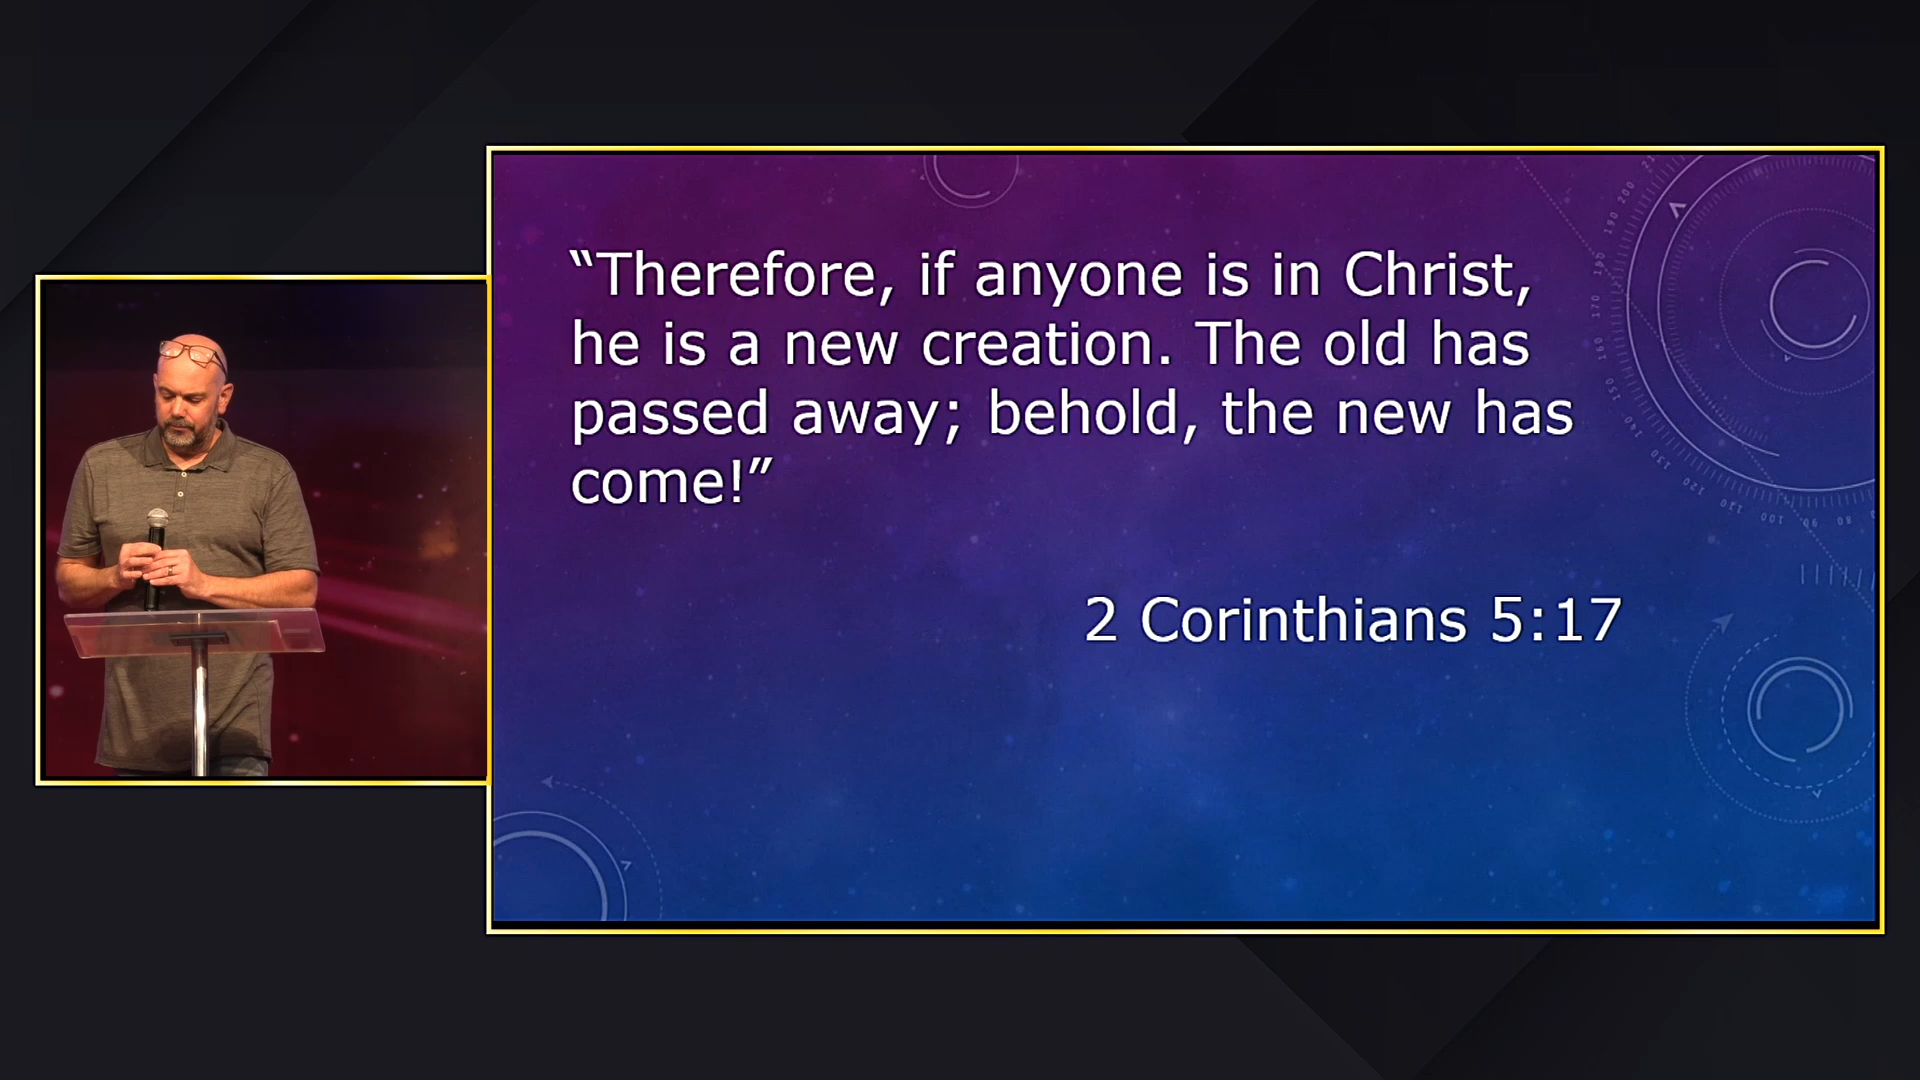 “Therefore, if anyone is in Christ,
he is a new creation. The old has
passed away; behold, the new has
come!”
2 Corinthians 5:17